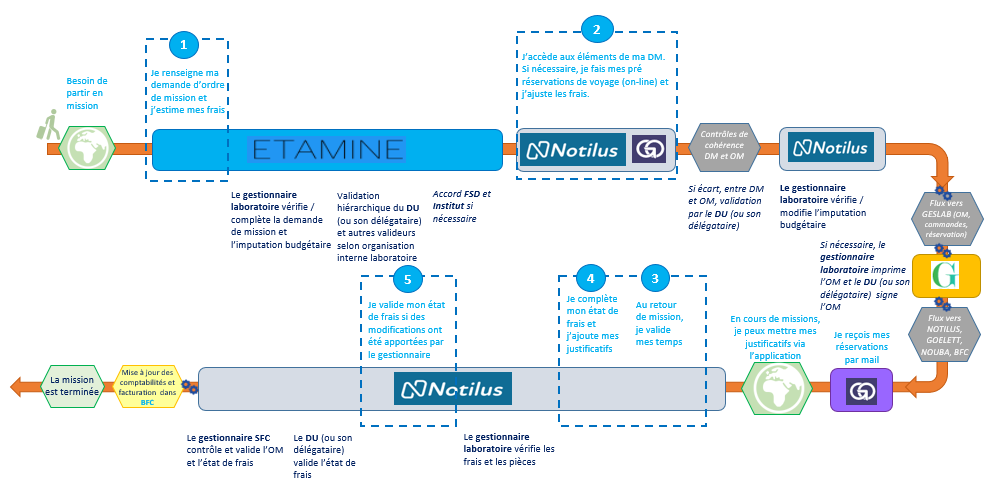 1
2
Besoin de
partir en
mission
Je renseigne ma
demande d'ordre
de mission et
j'estime mes frais
J'accède aux éléments de ma DM.
Si nécessaire, je fais mes pré
réservations de voyage (on-line) et
j'ajuste les frais.
ETAMINE
Notilus
Contrôles de
cohérence
DM et OM
Notilus
Le gestionnaire
laboratoire vérifie /
complète la demande
de mission et
l'imputation budgétaire
Validation
hiérarchique du DU
(ou son délégataire)
et autres valideurs
selon organisation
interne laboratoire
Accord FSD et
Institut si
nécessaire
Si écart, entre DM
et OM, validation
par le DU (ou son
délégataire)
Le gestionnaire
laboratoire vérifie /
modifie l'imputation
budgétaire
Flux vers
GESLAB (OM,
commandes,
réservation)
Si nécessaire, le
gestionnaire
laboratoire imprime
l'OM et le DU (ou son
délégataire) signe
l'OM
G
5
4
3
Je valide mon état
de frais si des
modifications ont
été apportées par
le gestionnaire
Je complète
mon état de
frais et
j'ajoute mes
justificatifs
Au retour
de mission,
je valide
mes temps
En cours de missions,
je peux mettre mes
justificatifs via
l'application
Je reçois mes
réservations
par mail
Flux vers
NOTILUS,
GOELETT,
NOUBA, BFC
La mission
est terminée
Mise à jour des
comptabilités et
facturation dans
BFC
Notilus
Le gestionnaire SFC
contrôle et valide l'OM
et l'état de frais
Le DU (ou son
délégataire)
valide l'état de
frais
Le gestionnaire
laboratoire vérifie les
frais et les pièces